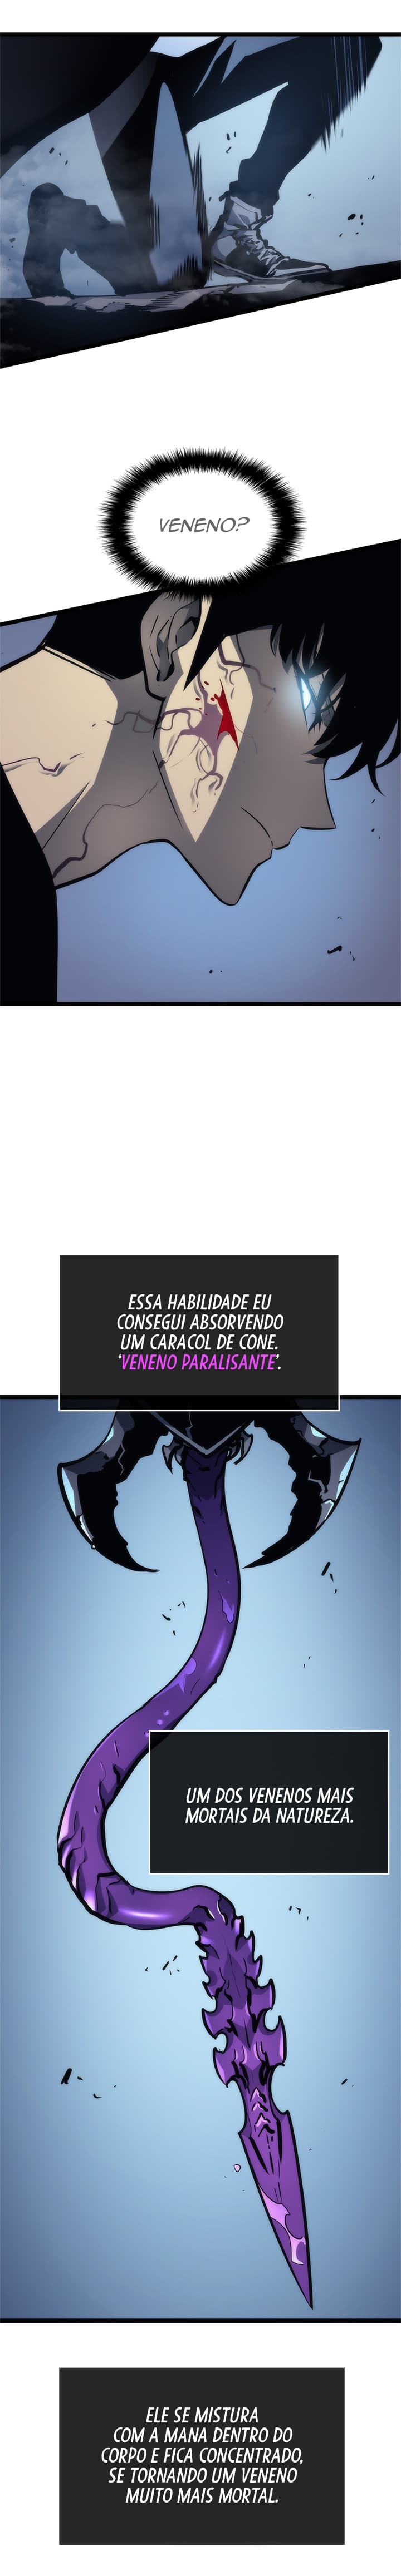 VENENO?
ESSA HABILIDADE EU
CONSEGUI ABSORVENDO
UM CARACOL DE CONE.
'VENENO PARALISANTE'.
UM DOS VENENOS MAIS
MORTAIS DA NATUREZA.
ELE SE MISTURA
COM A MANA DENTRO DO
CORPO E FICA CONCENTRADO,
SE TORNANDO UM VENENO
MUITO MAIS MORTAL.